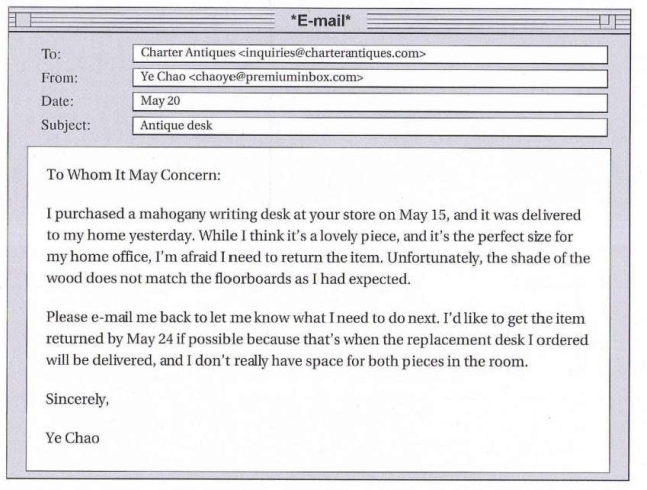 *E-mail*
To: Charter Antiques <inquiries@charterantiques.com>
From: Ye Chao <chaoye@premiuminbox.com>
Date: May 20
Subject: Antique desk
To Whom It May Concern:
I purchased a mahogany writing desk at your store on May 15, and it was delivered
to my home yesterday. While I think it's a lovely piece, and it's the perfect size for
my home office, I'm afraid I need to return the item. Unfortunately, the shade of the
wood does not match the floorboards as I had expected.
Please e-mail me back to let me know what I need to do next. I'd like to get the item
returned by May 24 if possible because that's when the replacement desk I ordered
will be delivered, and I don't really have space for both pieces in the room.
Sincerely,
Ye Chao